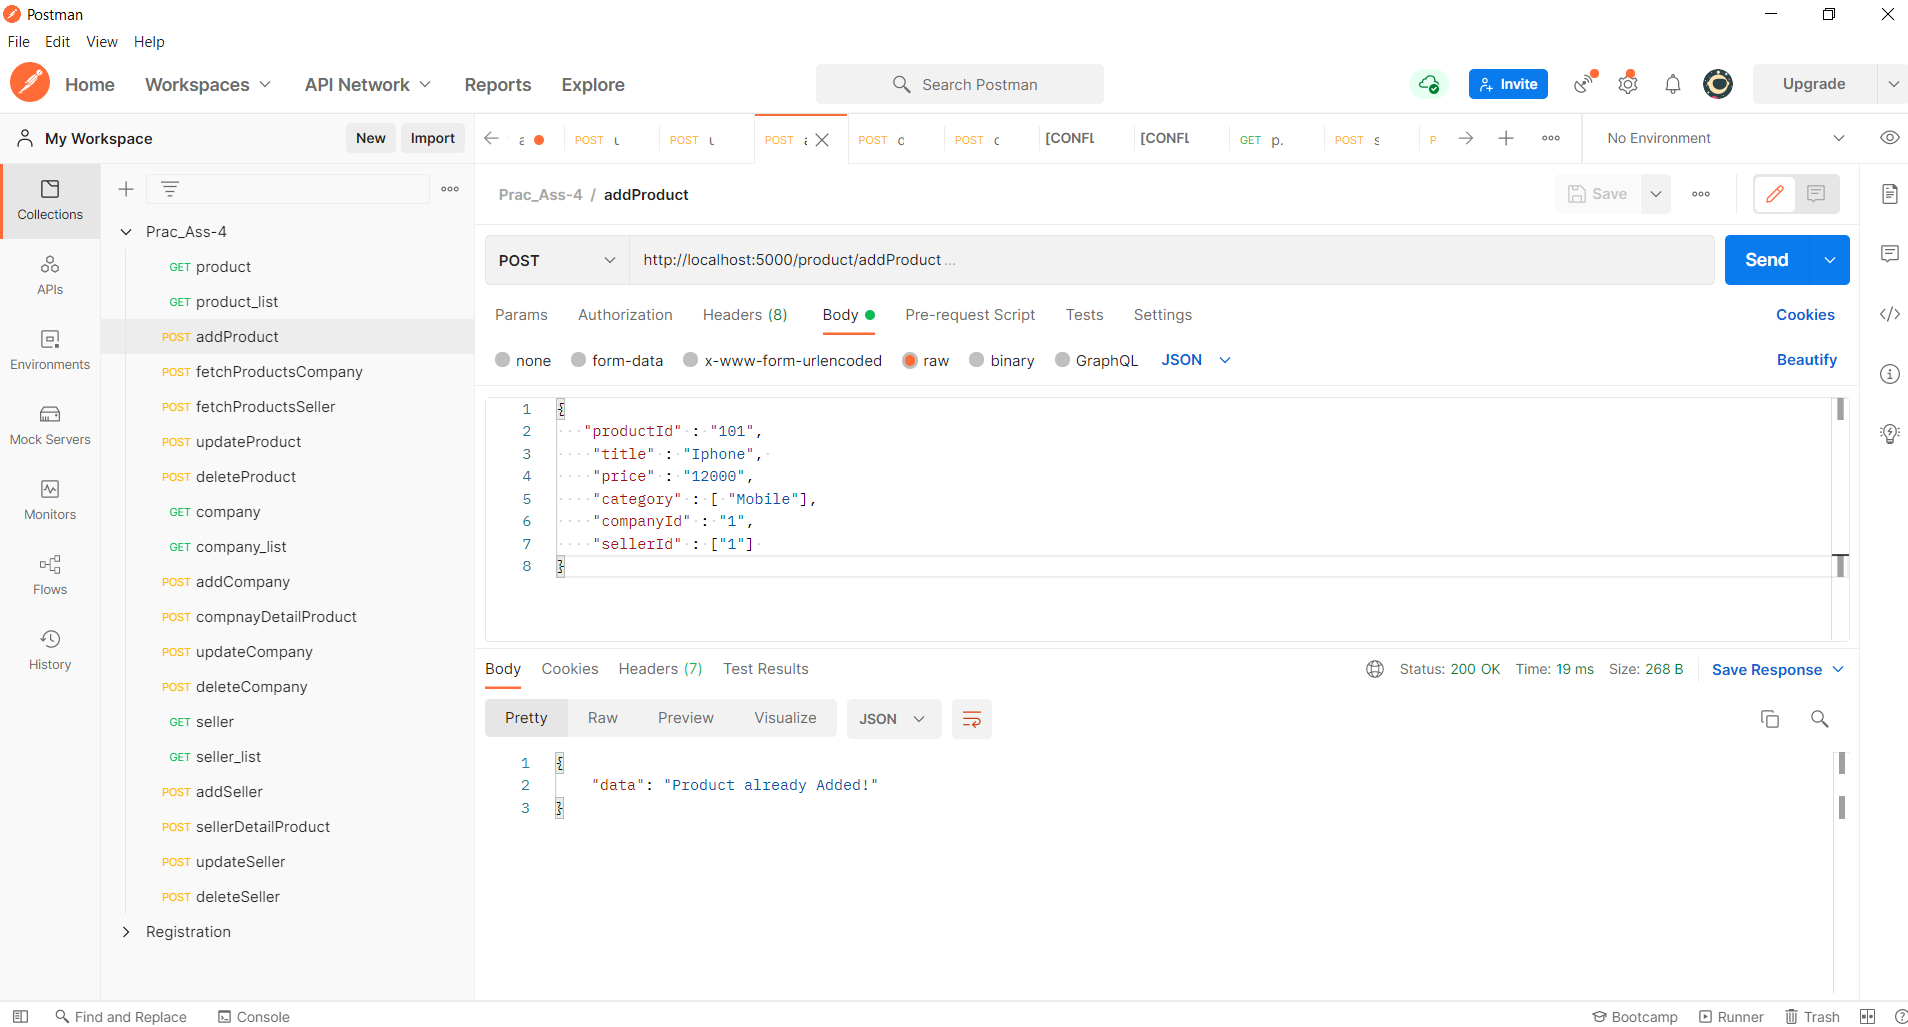 Postman
File Edit View Help
Home Workspaces API Network Reports Explore Search Postman Invite Upgrade
My Workspace New Import
POST POST POST POST POST [CONFL [CONFL GET p. POST s No Environment
Collections
APIs
Environments
Mock Servers
Monitors
Flows
History
Prac_Ass-4
GET product
GET product_list
POST addProduct
POST fetchProductsCompany
POST fetchProductsSeller
POST updateProduct
POST deleteProduct
GET company
GET company_list
POST addCompany
POST compnayDetailProduct
POST updateCompany
POST deleteCompany
GET seller
GET seller_list
POST addSeller
POST sellerDetailProduct
POST updateSeller
POST deleteSeller
Registration
Prac_Ass-4 / addProduct Save
POST http://localhost:5000/product/addProduct ... Send
Params Authorization Headers (8) Body Pre-request Script Tests Settings Cookies
none form-data x-www-form-urlencoded raw binary GraphQL JSON Beautify
1 {
2 "productId" : "101",
3 "title" : "Iphone",
4 "price" : "12000",
5 "category" : [ "Mobile"],
6 "companyId" : "1",
7 "sellerId" : ["1"]
8 }
Body Cookies Headers (7) Test Results Status: 200 OK Time: 19 ms Size: 268 B Save Response
Pretty Raw Preview Visualize JSON
1 {
2 "data": "Product already Added!"
3 }
Find and Replace Console Bootcamp Runner Trash